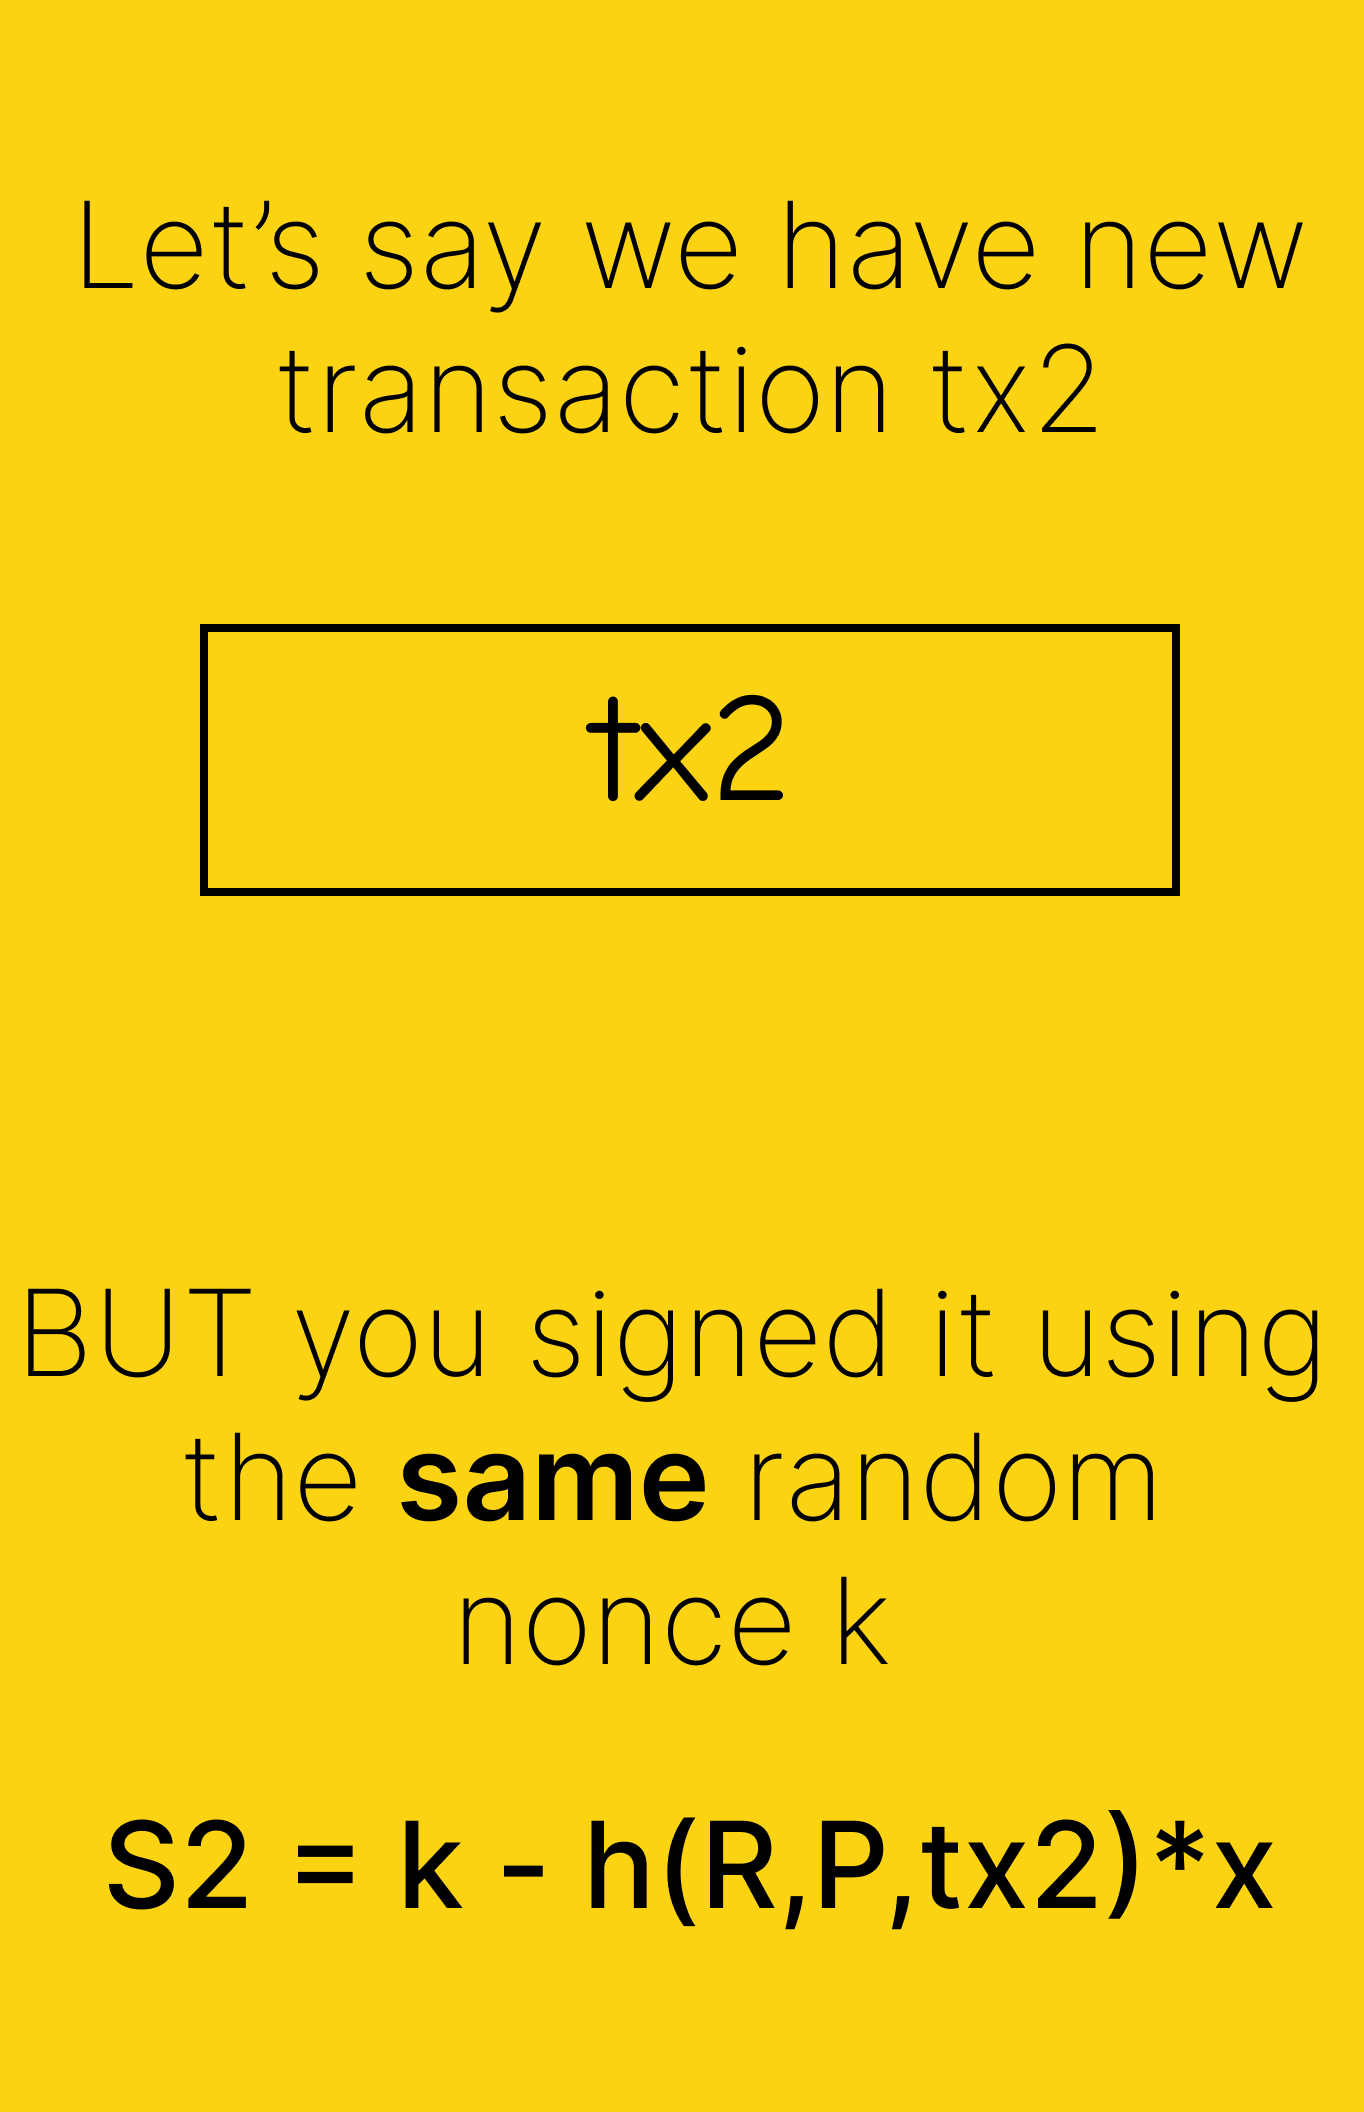 Let’s say we have new
transaction tx2
tx2
BUT you signed it using
the same random
nonce k
S2 = k - h(R,P,tx2)*x